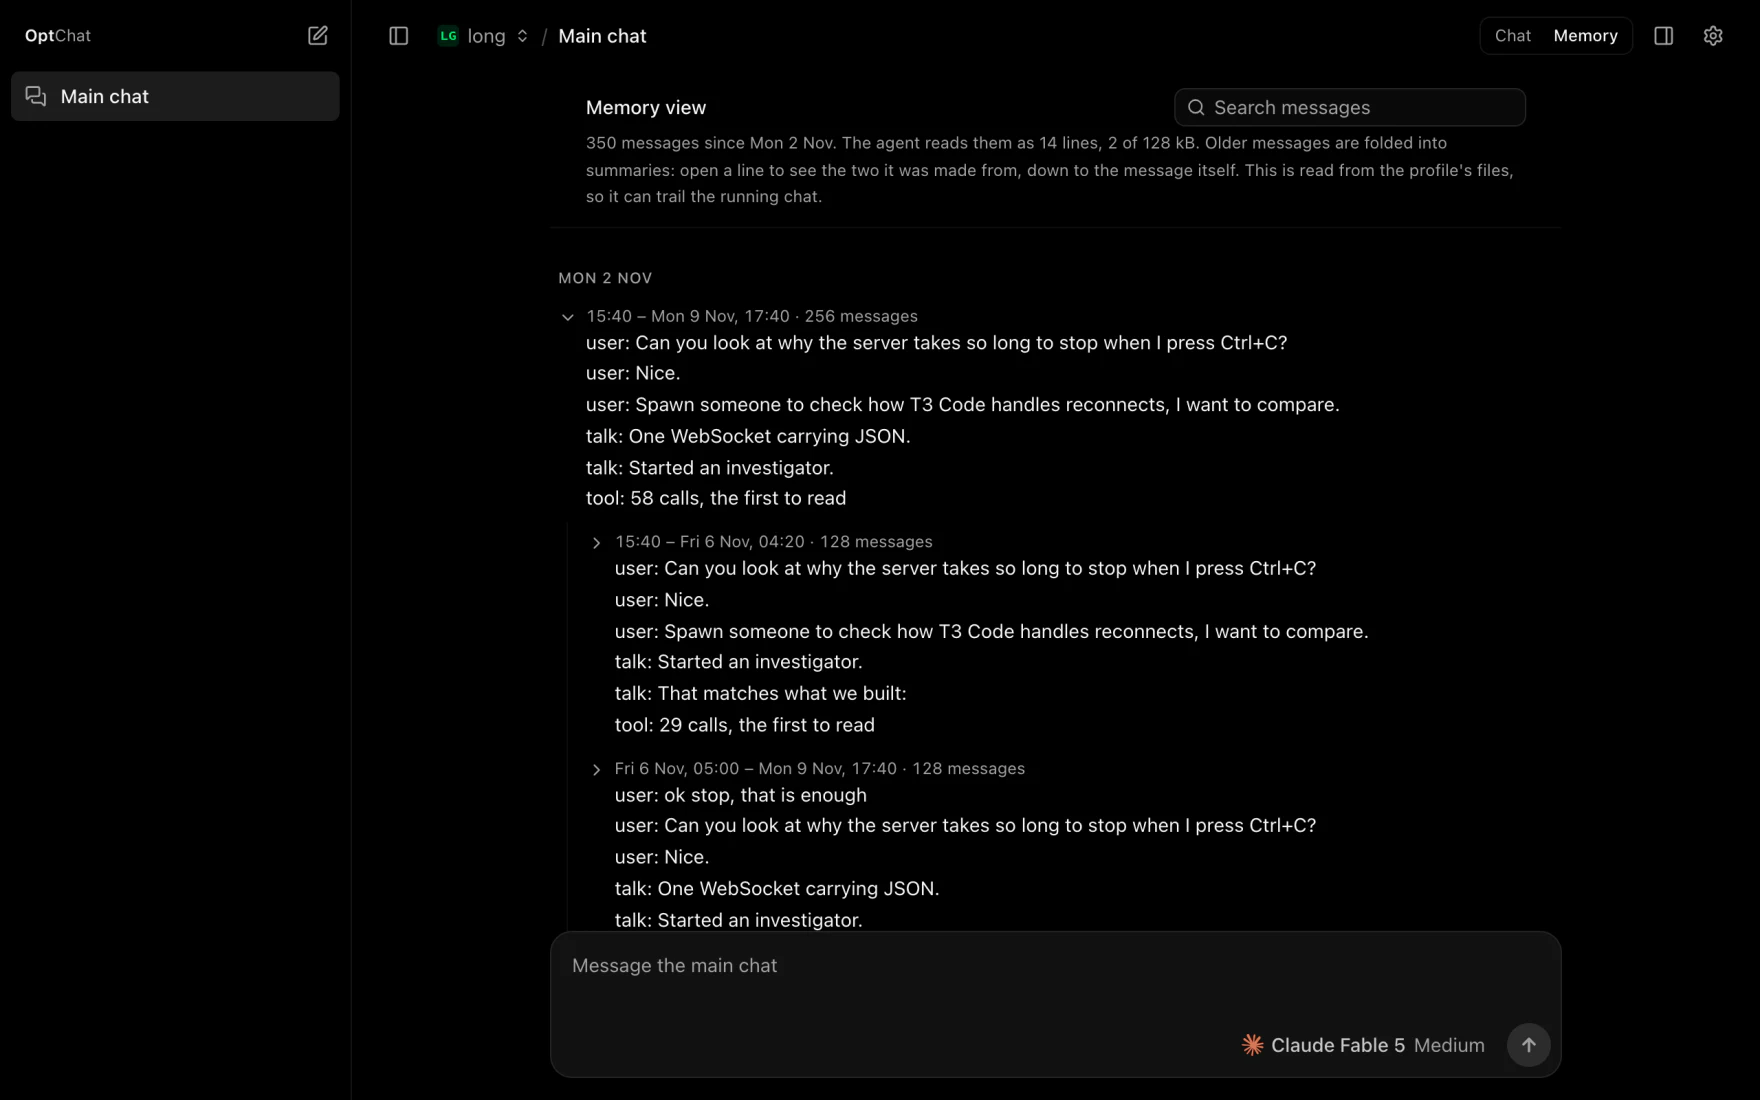 OptChat
LG long / Main chat
Chat Memory
Main chat
Memory view
Search messages
350 messages since Mon 2 Nov. The agent reads them as 14 lines, 2 of 128 kB. Older messages are folded into
summaries: open a line to see the two it was made from, down to the message itself. This is read from the profile's files,
so it can trail the running chat.
MON 2 NOV
15:40 – Mon 9 Nov, 17:40 · 256 messages
user: Can you look at why the server takes so long to stop when I press Ctrl+C?
user: Nice.
user: Spawn someone to check how T3 Code handles reconnects, I want to compare.
talk: One WebSocket carrying JSON.
talk: Started an investigator.
tool: 58 calls, the first to read
15:40 – Fri 6 Nov, 04:20 · 128 messages
user: Can you look at why the server takes so long to stop when I press Ctrl+C?
user: Nice.
user: Spawn someone to check how T3 Code handles reconnects, I want to compare.
talk: Started an investigator.
talk: That matches what we built:
tool: 29 calls, the first to read
Fri 6 Nov, 05:00 – Mon 9 Nov, 17:40 · 128 messages
user: ok stop, that is enough
user: Can you look at why the server takes so long to stop when I press Ctrl+C?
user: Nice.
talk: One WebSocket carrying JSON.
talk: Started an investigator.
Message the main chat
Claude Fable 5 Medium